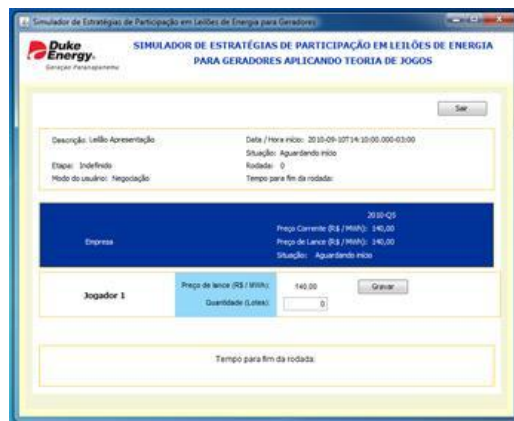 Simulador de Estratégias de Participação em Leilões de Energia para Geradores
Duke Energy®
Geração Paranapanema
SIMULADOR DE ESTRATÉGIAS DE PARTICIPAÇÃO EM LEILÕES DE ENERGIA
PARA GERADORES APLICANDO TEORIA DE JOGOS
Sair
Descrição: Leilão Apresentação
Data / Hora início: 2010-09-10T14:10:00.000-03:00
Situação: Aguardando início
Etapa: Indefinido
Rodada: 0
Modo do usuário: Negociação
Tempo para fim da rodada:
2010-Q5
Preço Corrente (R$ / MWh): 140,00
Empresa
Preço de Lance (R$ / MWh): 140,00
Situação: Aguardando início
Jogador 1
Preço de lance (R$ / MWh):
140,00
Gravar
Quantidade (Lotes):
0
Tempo para fim da rodada: